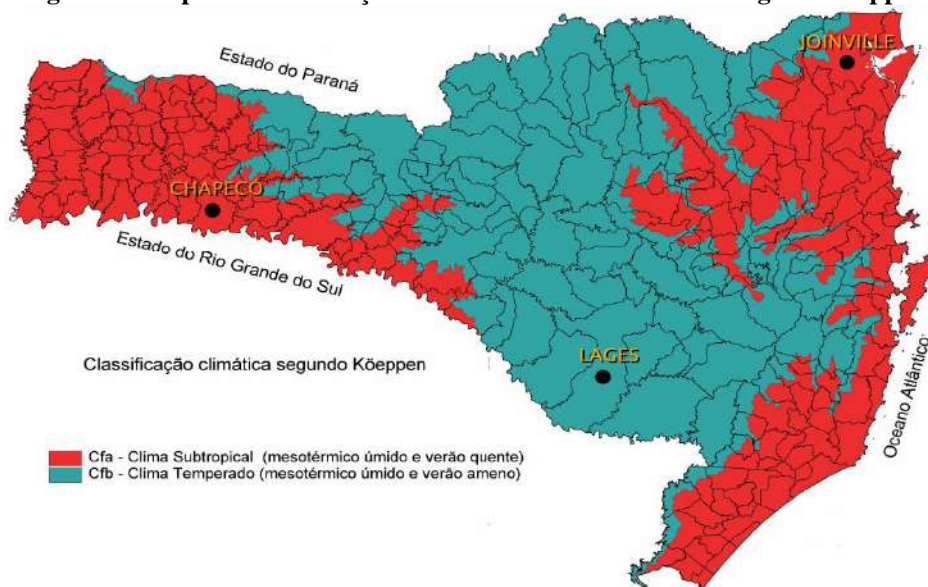 JOINVILLE
Estado do Paraná
CHAPECO
Estado do Rio Grande do Sul
Classificação climática segundo Köeppen
LAGES
Oceano Atlântico
Cfa - Clima Subtropical (mesotérmico úmido e verão quente)
Cfb - Clima Temperado (mesotérmico úmido e verão ameno)